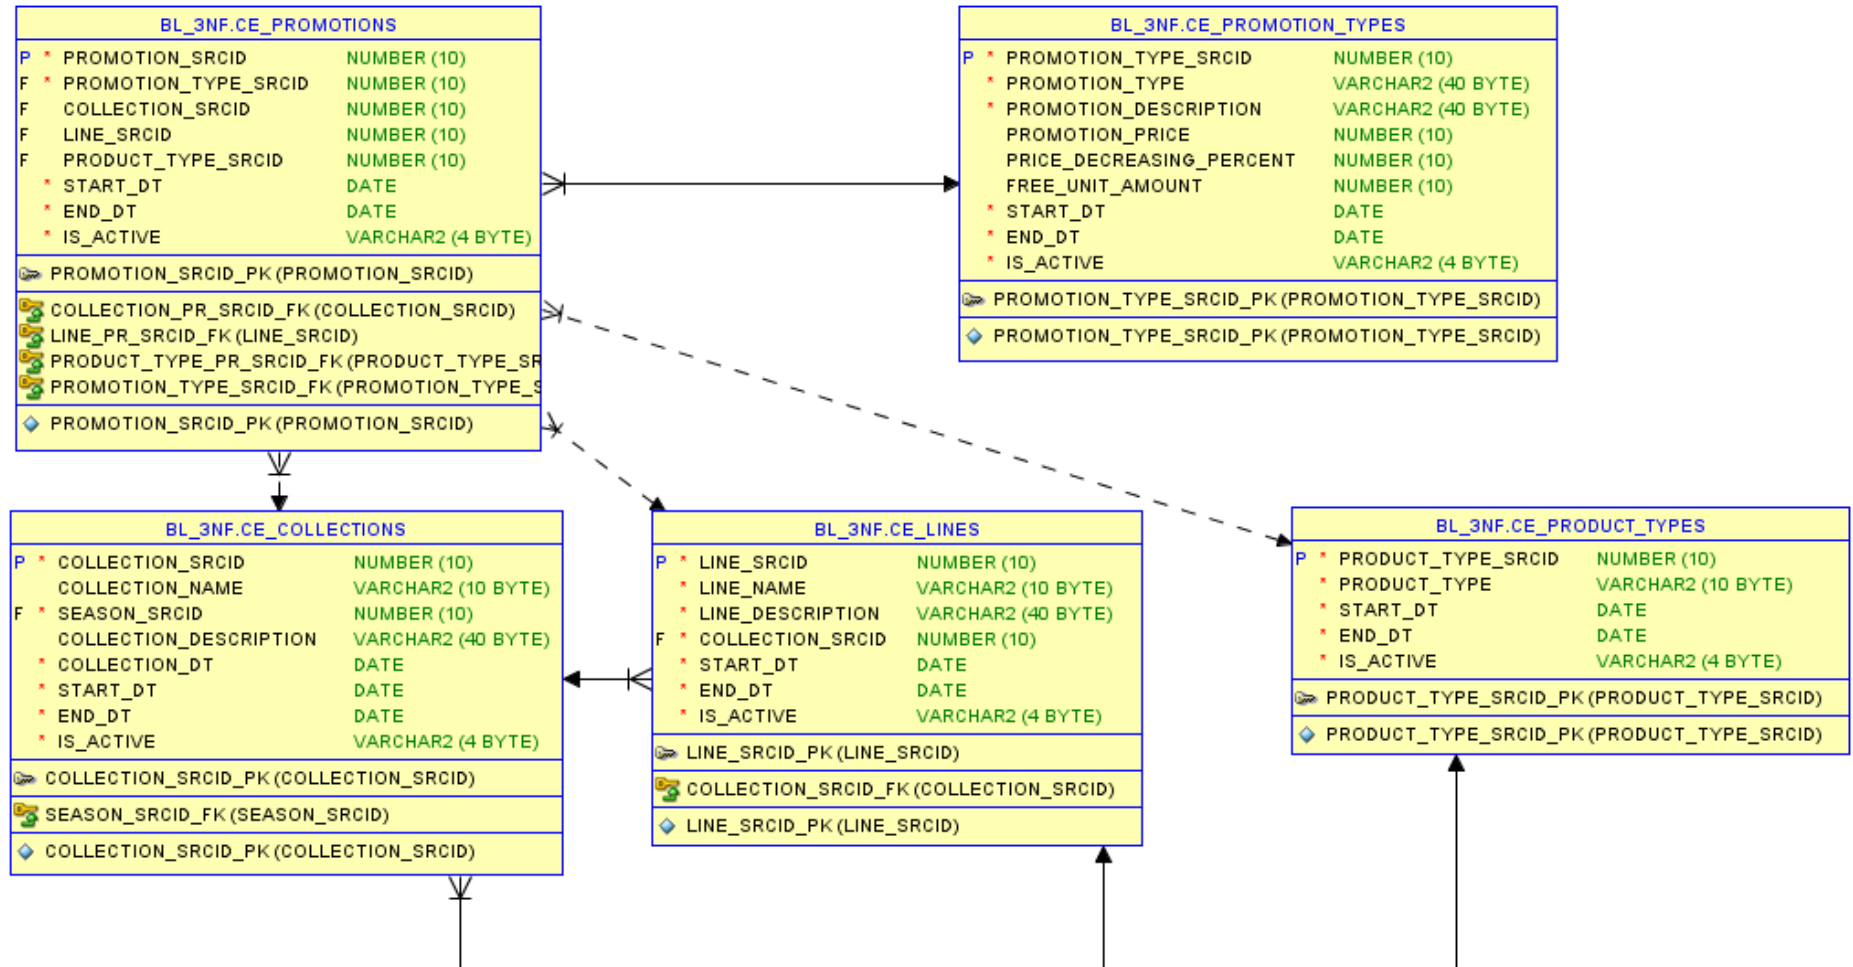 BL_3NF.CE_PROMOTIONS
P * PROMOTION_SRCID NUMBER (10)
F * PROMOTION_TYPE_SRCID NUMBER (10)
F COLLECTION_SRCID NUMBER (10)
F LINE_SRCID NUMBER (10)
F PRODUCT_TYPE_SRCID NUMBER (10)
* START_DT DATE
* END_DT DATE
* IS_ACTIVE VARCHAR2 (4 BYTE)
PROMOTION_SRCID_PK (PROMOTION_SRCID)
COLLECTION_PR_SRCID_FK (COLLECTION_SRCID)
LINE_PR_SRCID_FK (LINE_SRCID)
PRODUCT_TYPE_PR_SRCID_FK (PRODUCT_TYPE_SR
PROMOTION_TYPE_SRCID_FK (PROMOTION_TYPE_S
PROMOTION_SRCID_PK (PROMOTION_SRCID)
BL_3NF.CE_PROMOTION_TYPES
P * PROMOTION_TYPE_SRCID NUMBER (10)
* PROMOTION_TYPE VARCHAR2 (40 BYTE)
* PROMOTION_DESCRIPTION VARCHAR2 (40 BYTE)
PROMOTION_PRICE NUMBER (10)
PRICE_DECREASING_PERCENT NUMBER (10)
FREE_UNIT_AMOUNT NUMBER (10)
* START_DT DATE
* END_DT DATE
* IS_ACTIVE VARCHAR2 (4 BYTE)
PROMOTION_TYPE_SRCID_PK (PROMOTION_TYPE_SRCID)
PROMOTION_TYPE_SRCID_PK (PROMOTION_TYPE_SRCID)
BL_3NF.CE_COLLECTIONS
P * COLLECTION_SRCID NUMBER (10)
COLLECTION_NAME VARCHAR2 (10 BYTE)
F * SEASON_SRCID NUMBER (10)
COLLECTION_DESCRIPTION VARCHAR2 (40 BYTE)
* COLLECTION_DT DATE
* START_DT DATE
* END_DT DATE
* IS_ACTIVE VARCHAR2 (4 BYTE)
COLLECTION_SRCID_PK (COLLECTION_SRCID)
SEASON_SRCID_FK (SEASON_SRCID)
COLLECTION_SRCID_PK (COLLECTION_SRCID)
BL_3NF.CE_LINES
P * LINE_SRCID NUMBER (10)
* LINE_NAME VARCHAR2 (10 BYTE)
* LINE_DESCRIPTION VARCHAR2 (40 BYTE)
F * COLLECTION_SRCID NUMBER (10)
* START_DT DATE
* END_DT DATE
* IS_ACTIVE VARCHAR2 (4 BYTE)
LINE_SRCID_PK (LINE_SRCID)
COLLECTION_SRCID_FK (COLLECTION_SRCID)
LINE_SRCID_PK (LINE_SRCID)
BL_3NF.CE_PRODUCT_TYPES
P * PRODUCT_TYPE_SRCID NUMBER (10)
* PRODUCT_TYPE VARCHAR2 (10 BYTE)
* START_DT DATE
* END_DT DATE
* IS_ACTIVE VARCHAR2 (4 BYTE)
PRODUCT_TYPE_SRCID_PK (PRODUCT_TYPE_SRCID)
PRODUCT_TYPE_SRCID_PK (PRODUCT_TYPE_SRCID)